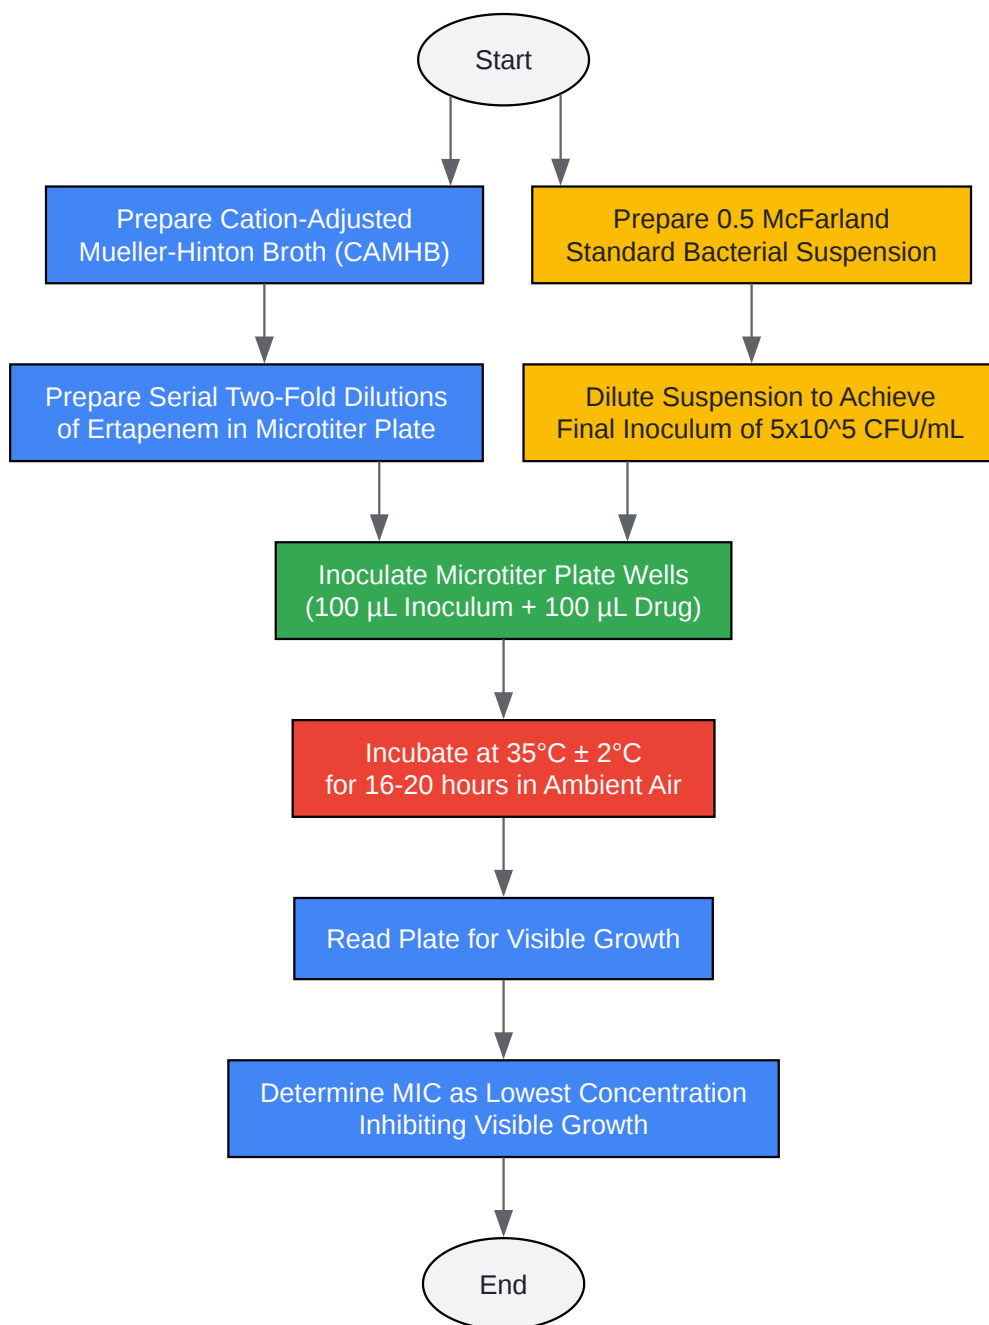 Start
Prepare Cation-Adjusted
Mueller-Hinton Broth (CAMHB)
Prepare 0.5 McFarland
Standard Bacterial Suspension
Prepare Serial Two-Fold Dilutions
of Ertapenem in Microtiter Plate
Dilute Suspension to Achieve
Final Inoculum of 5x10^5 CFU/mL
Inoculate Microtiter Plate Wells
(100 µL Inoculum + 100 µL Drug)
Incubate at 35°C ± 2°C
for 16-20 hours in Ambient Air
Read Plate for Visible Growth
Determine MIC as Lowest Concentration
Inhibiting Visible Growth
End